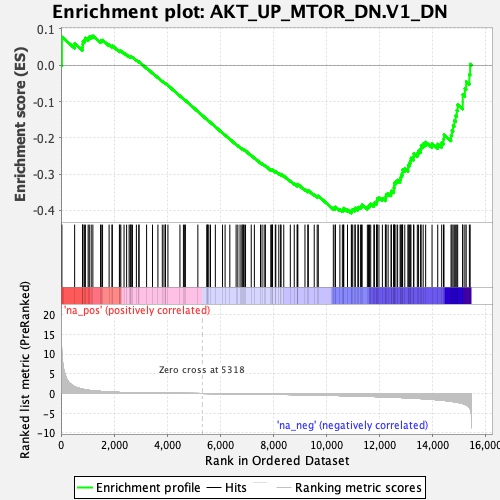 Enrichment plot: AKT_UP_MTOR_DN.V1_DN
Enrichment score (ES)
0.1
0.0
-0.1
-0.2
-0.3
-0.4
'na_pos' (positively correlated)
Ranked list metric (PreRanked)
20
15
10
5
0
-5
-10
Zero cross at 5318
'na_neg' (negatively correlated)
0
2,000
4,000
6,000
8,000
10,000
12,000
14,000
16,000
Rank in Ordered Dataset
Enrichment profile
Hits
Ranking metric scores